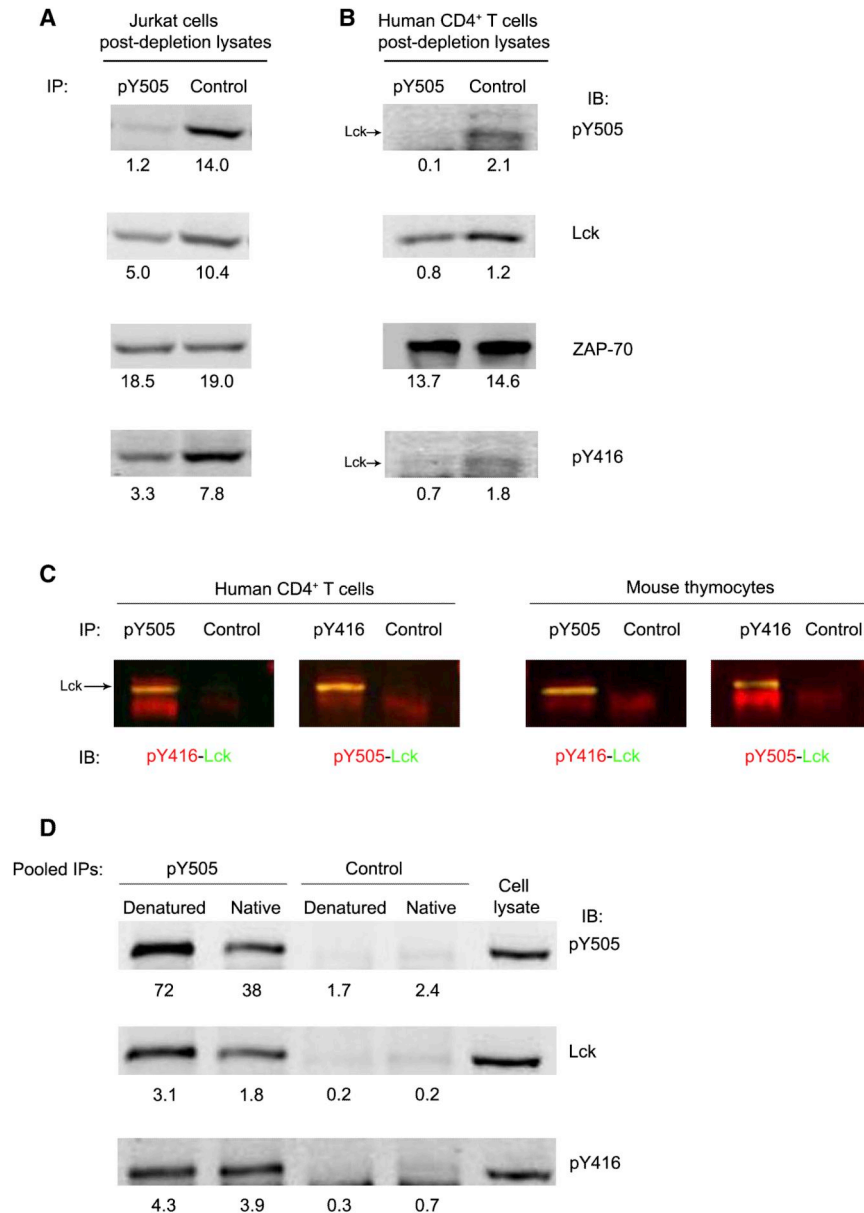 A
Jurkat cells
post-depletion lysates
B
Human CD4⁺ T cells
post-depletion lysates
IP:
pY505 Control
pY505 Control
IB:
Lck
pY505
1.2 14.0
0.1 2.1
Lck
5.0 10.4
0.8 1.2
ZAP-70
18.5 19.0
13.7 14.6
Lck
pY416
3.3 7.8
0.7 1.8
C
Human CD4⁺ T cells
Mouse thymocytes
IP: pY505 Control pY416 Control pY505 Control pY416 Control
Lck
IB: pY416-Lck pY505-Lck pY416-Lck pY505-Lck
D
Pooled IPs: pY505 Control
Cell
lysate
Denatured Native Denatured Native
IB:
pY505
72 38 1.7 2.4
Lck
3.1 1.8 0.2 0.2
pY416
4.3 3.9 0.3 0.7